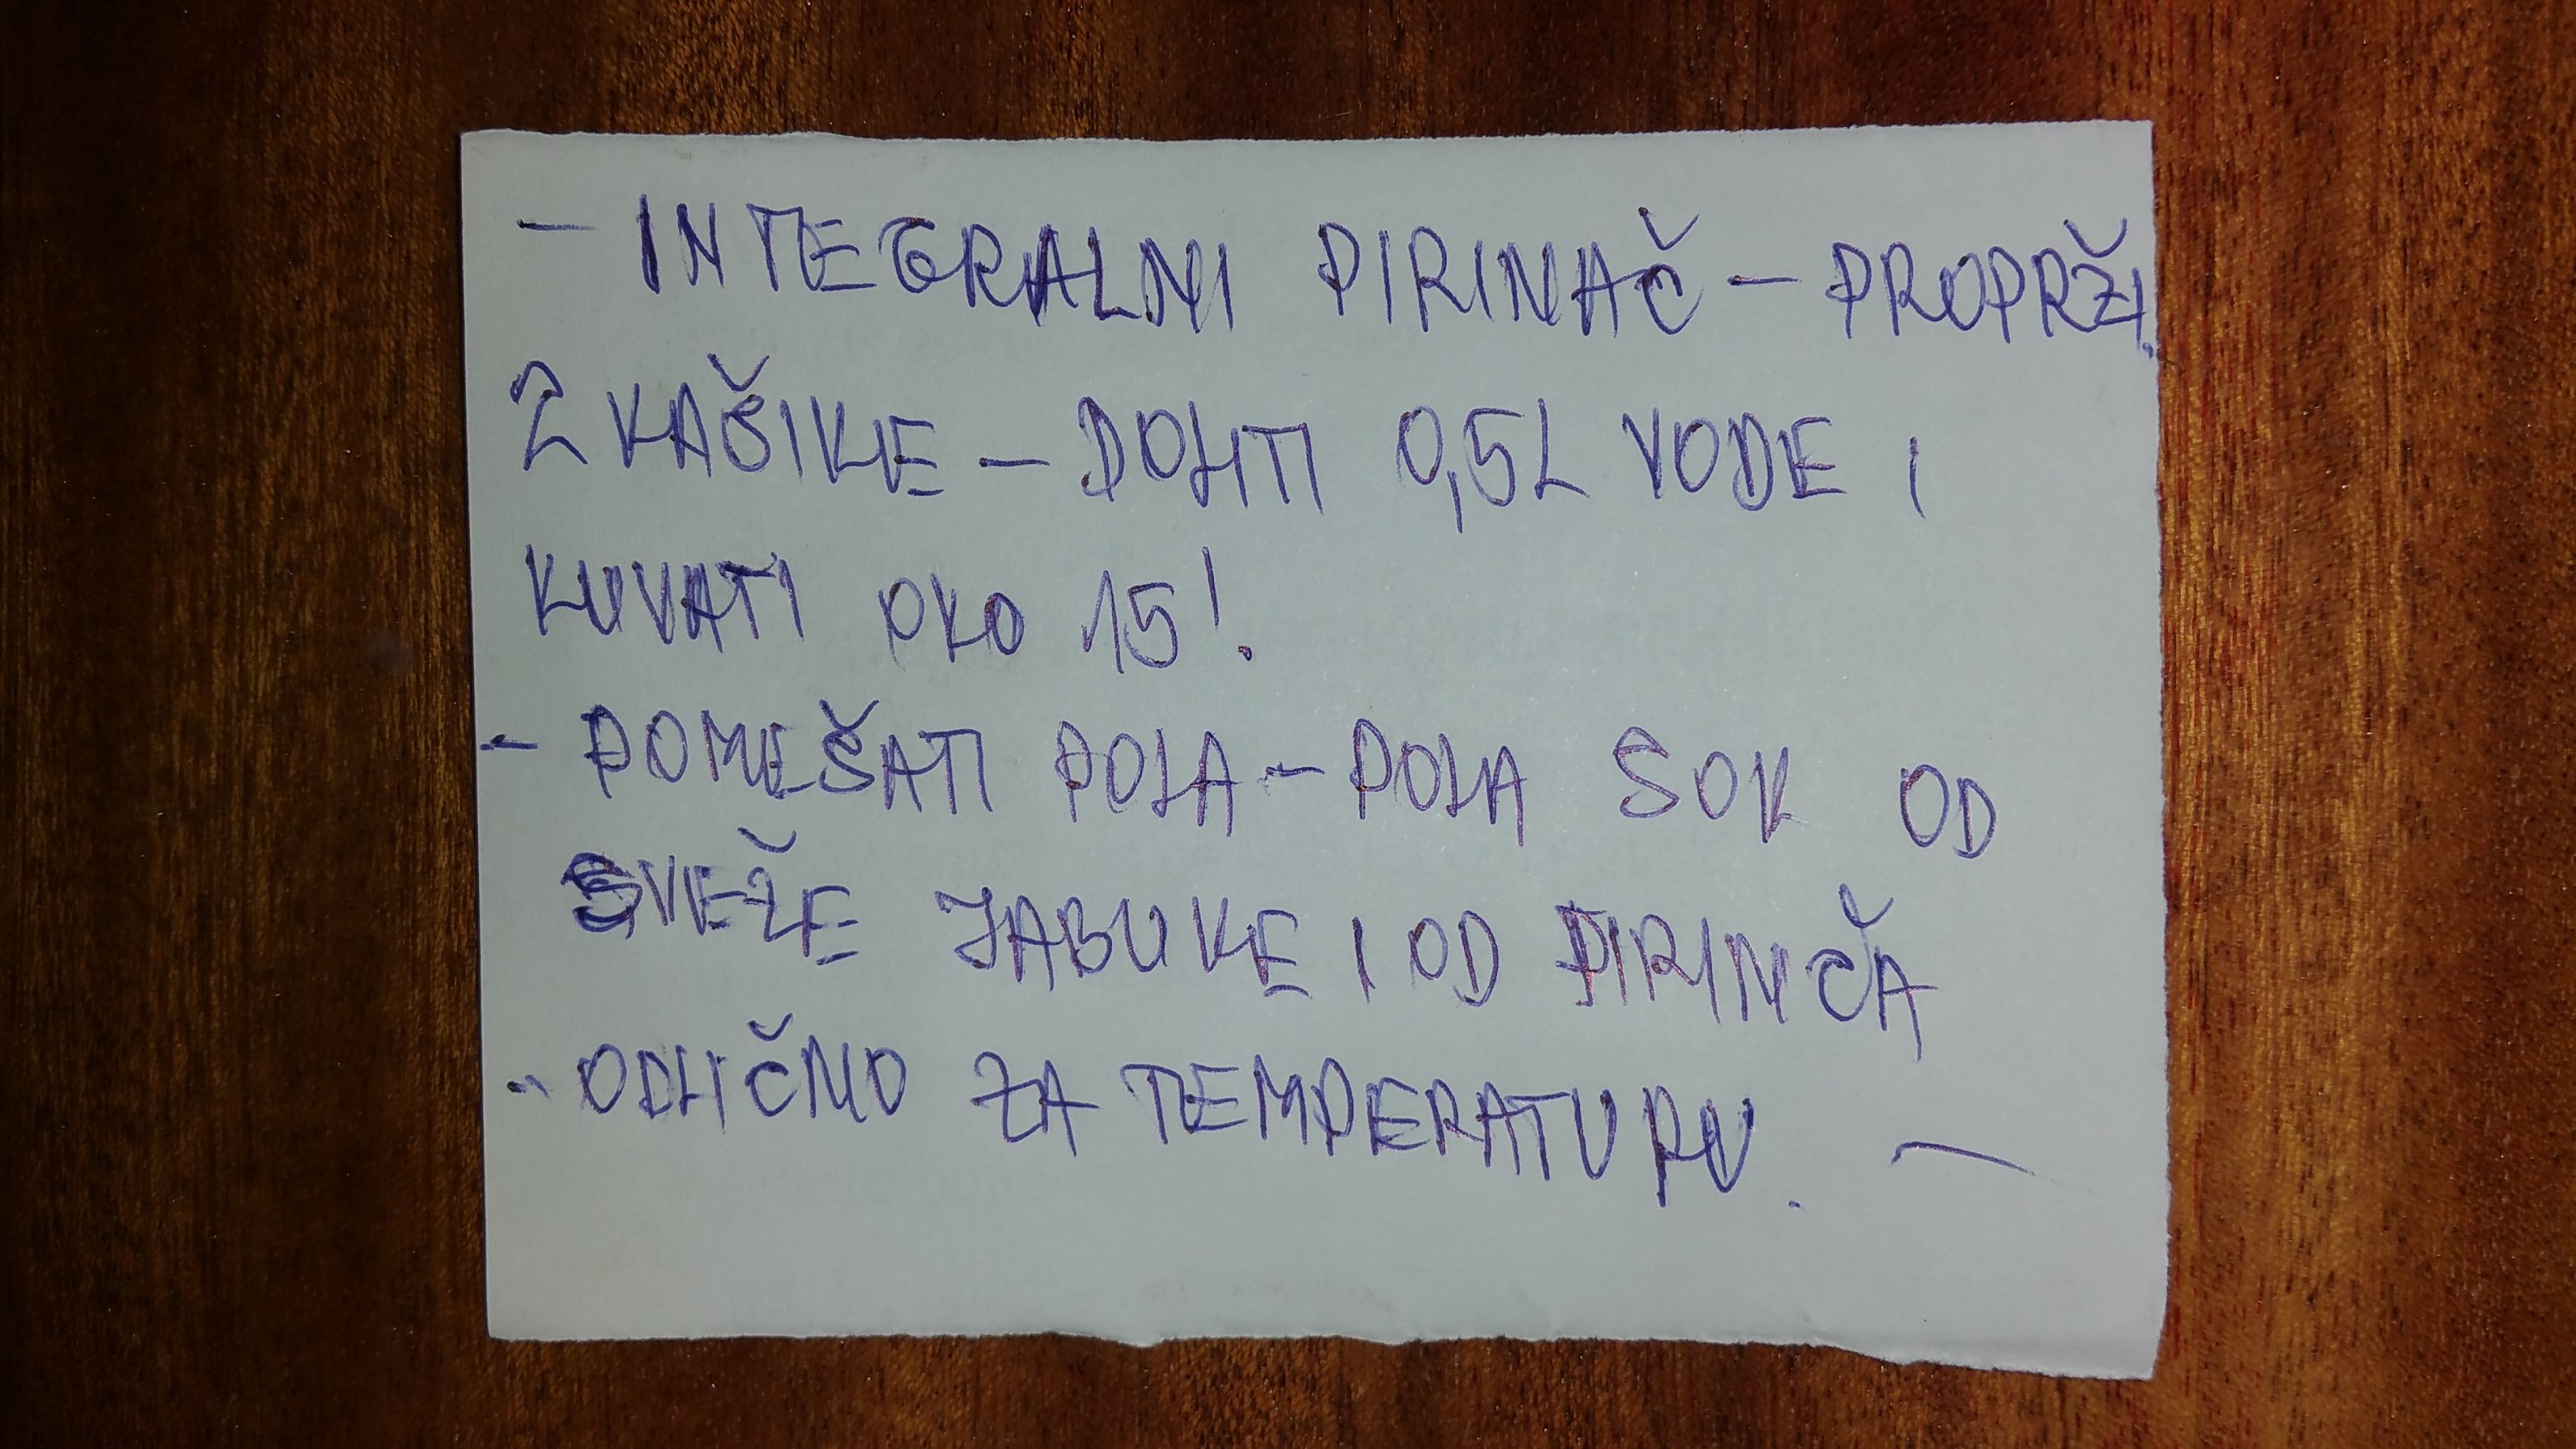 - INTEGRALNI PIRINAČ - PROPRŽI.
2 KAŠIKE - DOLITI 0,5L VODE I
KUVATI OKO 15!
- POMEŠATI POLA - POLA SOK OD
SVEŽE JABUKE I OD PIRINČA
- ODLIČNO ZA TEMPERATURU. -